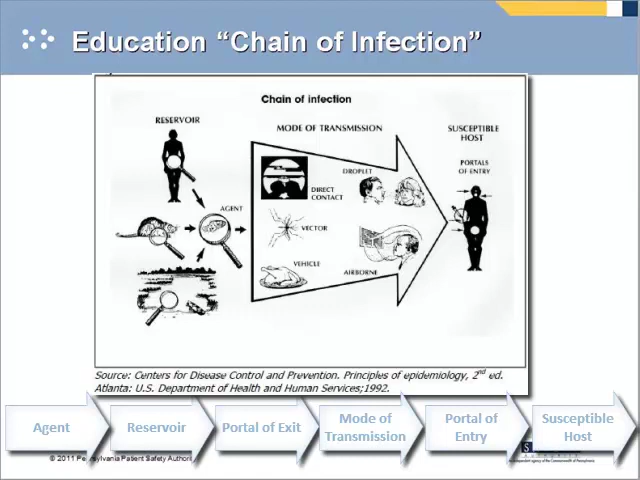 Education “Chain of Infection”
Chain of infection
RESERVOIR
MODE OF TRANSMISSION
SUSCEPTIBLE
HOST
PORTALS
OF ENTRY
AGENT
DROPLET
DIRECT
CONTACT
VECTOR
VEHICLE
AIRBORNE
Source: Centers for Disease Control and Prevention. Principles of epidemiology, 2nd ed.
Atlanta: U.S. Department of Health and Human Services;1992.
Agent
Reservoir
Portal of Exit
Mode of
Transmission
Portal of
Entry
Susceptible
Host
© 2011 Pennsylvania Patient Safety